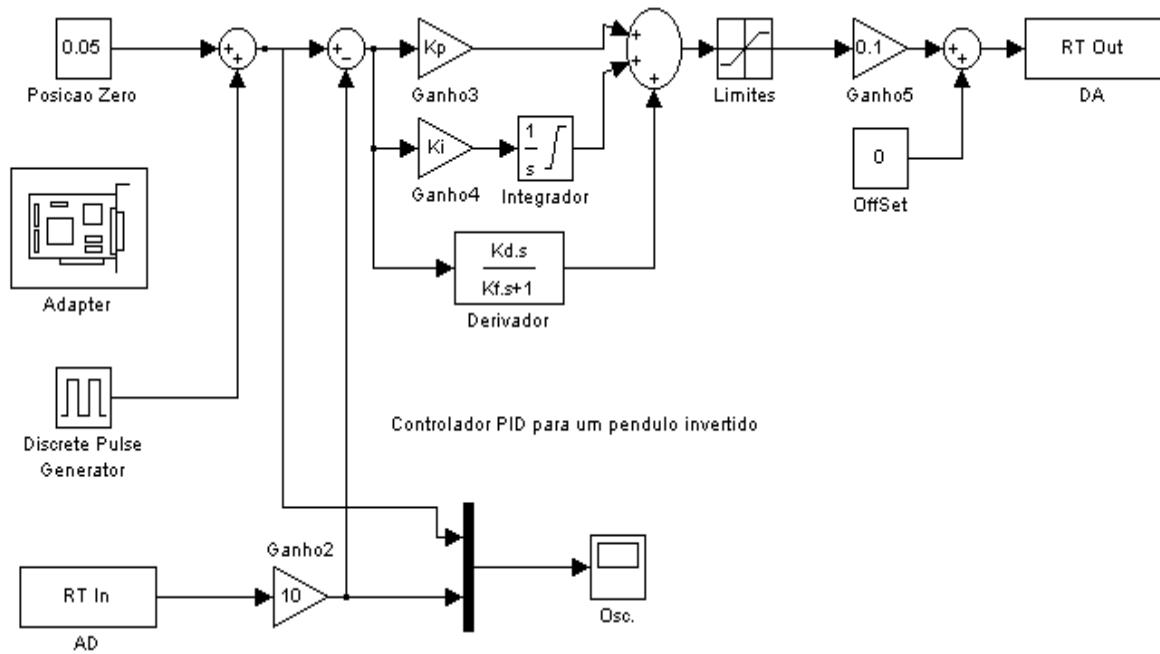 0.05
Posicao Zero
+
+
+
−
Kp
Ganho3
+
+
+
Limites
0.1
Ganho5
+
+
RT Out
DA
Ki
Ganho4
1
s
Integrador
0
OffSet
Adapter
Kd.s
Kf.s+1
Derivador
Discrete Pulse
Generator
Controlador PID para um pendulo invertido
Ganho2
RT In
AD
10
Osc.